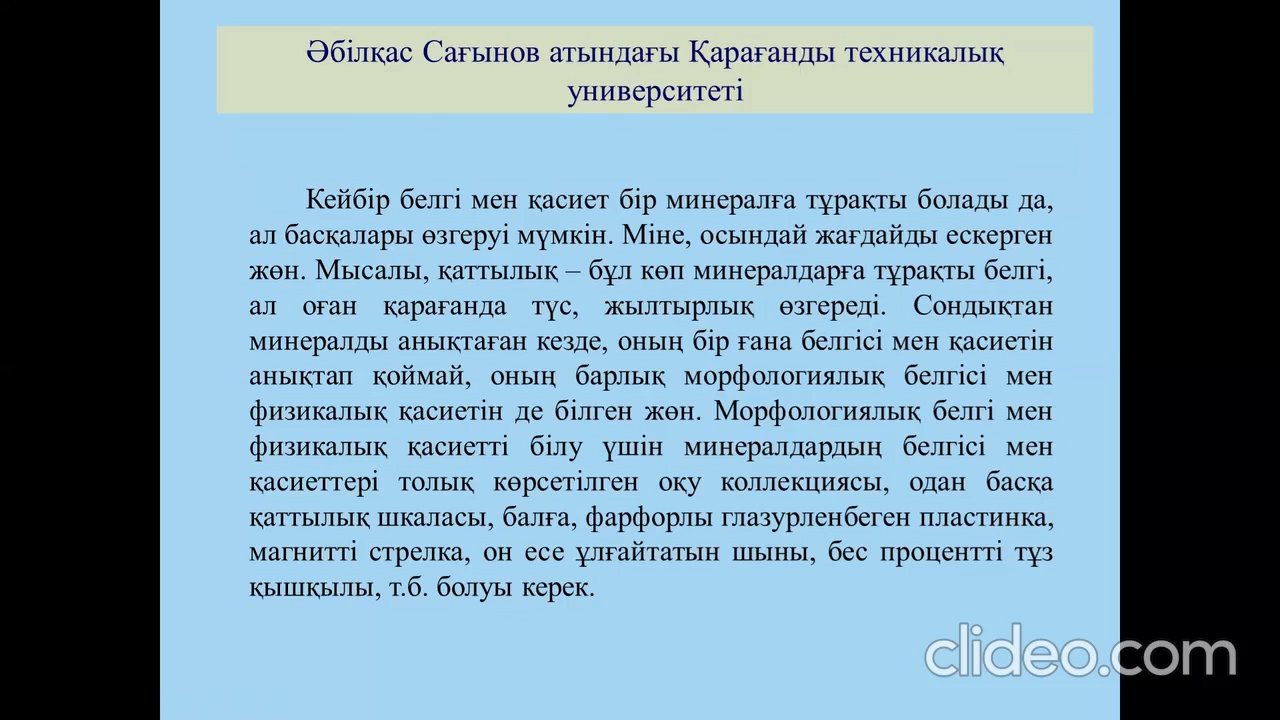 Әбілқас Сағынов атындағы Қарағанды техникалық
университеті
Кейбір белгі мен қасиет бір минералға тұрақты болады да,
ал басқалары өзгеруі мүмкін. Міне, осындай жағдайды ескерген
жөн. Мысалы, қаттылық – бұл көп минералдарға тұрақты белгі,
ал оған қарағанда түс, жылтырлық өзгереді. Сондықтан
минералды анықтаған кезде, оның бір ғана белгісі мен қасиетін
анықтап қоймай, оның барлық морфологиялық белгісі мен
физикалық қасиетін де білген жөн. Морфологиялық белгі мен
физикалық қасиетті білу үшін минералдардың белгісі мен
қасиеттері толық көрсетілген оқу коллекциясы, одан басқа
қаттылық шкаласы, балға, фарфорлы глазурленбеген пластинка,
магнитті стрелка, он есе ұлғайтатын шыны, бес процентті тұз
қышқылы, т.б. болуы керек.
clideo.com